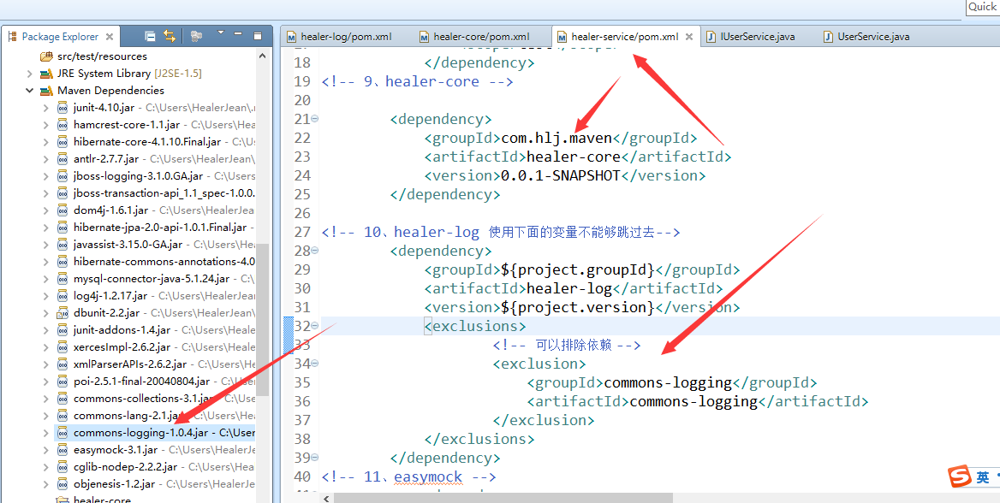 Quick
Package Explorer
healer-log/pom.xml
healer-core/pom.xml
healer-service/pom.xml
IUserService.java
UserService.java
src/test/resources
JRE System Library [J2SE-1.5]
Maven Dependencies
junit-4.10.jar - C:\Users\HealerJean\.
hamcrest-core-1.1.jar - C:\Users\Hea
hibernate-core-4.1.10.Final.jar - C:\U
antlr-2.7.7.jar - C:\Users\HealerJean\
jboss-logging-3.1.0.GA.jar - C:\Users
jboss-transaction-api_1.1_spec-1.0.0.
dom4j-1.6.1.jar - C:\Users\HealerJea
hibernate-jpa-2.0-api-1.0.1.Final.jar -
javassist-3.15.0-GA.jar - C:\Users\Hea
hibernate-commons-annotations-4.0
mysql-connector-java-5.1.24.jar - C:\
log4j-1.2.17.jar - C:\Users\HealerJean
dbunit-2.2.jar - C:\Users\HealerJean\
junit-addons-1.4.jar - C:\Users\Healer
xercesImpl-2.6.2.jar - C:\Users\Healer
xmlParserAPIs-2.6.2.jar - C:\Users\
poi-2.5.1-final-20040804.jar - C:\Use
commons-collections-3.1.jar - C:\Use
commons-lang-2.1.jar - C:\Users\Hea
commons-logging-1.0.4.jar - C:\User
easymock-3.1.jar - C:\Users\HealerJe
cglib-nodep-2.2.2.jar - C:\Users\Hea
objenesis-1.2.jar - C:\Users\HealerJe
healer-core
18 </dependency>
19 <!-- 9、healer-core -->
20
21 <dependency>
22 <groupId>com.hlj.maven</groupId>
23 <artifactId>healer-core</artifactId>
24 <version>0.0.1-SNAPSHOT</version>
25 </dependency>
26
27 <!-- 10、healer-log 使用下面的变量不能够跳过去-->
28 <dependency>
29 <groupId>${project.groupId}</groupId>
30 <artifactId>healer-log</artifactId>
31 <version>${project.version}</version>
32 <exclusions>
33 <!-- 可以排除依赖 -->
34 <exclusion>
35 <groupId>commons-logging</groupId>
36 <artifactId>commons-logging</artifactId>
37 </exclusion>
38 </exclusions>
39 </dependency>
40 <!-- 11、easymock -->
英